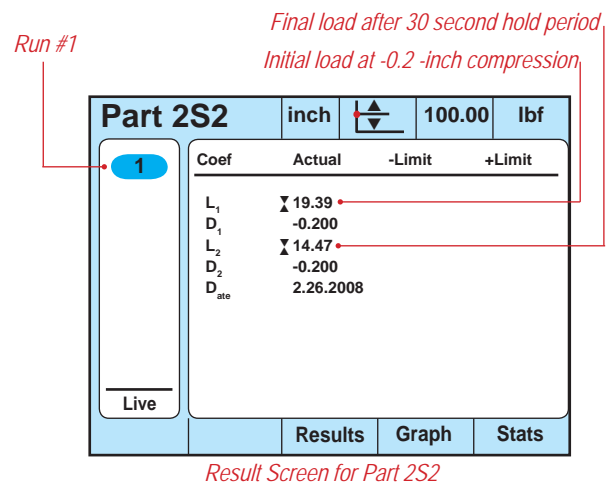 Final load after 30 second hold period
Run #1
Initial load at -0.2 -inch compression
Part 2S2 inch 100.00 lbf
1
Coef Actual -Limit +Limit
L1 19.39
D1 -0.200
L2 14.47
D2 -0.200
Date 2.26.2008
Live
Results Graph Stats
Result Screen for Part 2S2